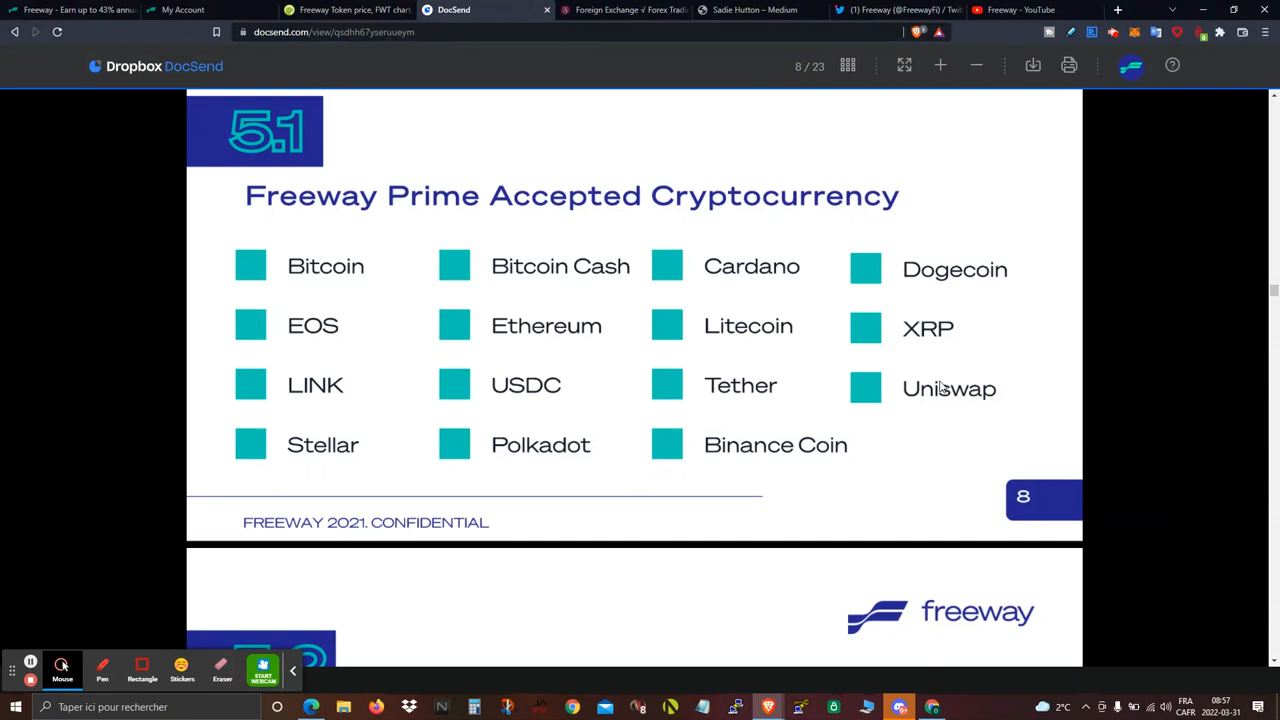 Freeway - Earn up to 43% annu
My Account
Freeway Token price, FWT chart,
DocSend
Foreign Exchange √ Forex Tradi
Sadie Hutton – Medium
(1) Freeway (@FreewayFi) / Twitt
Freeway - YouTube
docsend.com/view/qsdhh67yseruueym
Dropbox DocSend
8 / 23
5.1
Freeway Prime Accepted Cryptocurrency
Bitcoin
Bitcoin Cash
Cardano
Dogecoin
EOS
Ethereum
Litecoin
XRP
LINK
USDC
Tether
Uniswap
Stellar
Polkadot
Binance Coin
8
FREEWAY 2021. CONFIDENTIAL
freeway
Mouse
Pen
Rectangle
Stickers
Eraser
START
WEBCAM
Taper ici pour rechercher
2°C
FRA
CAFR
08:57
2022-03-31